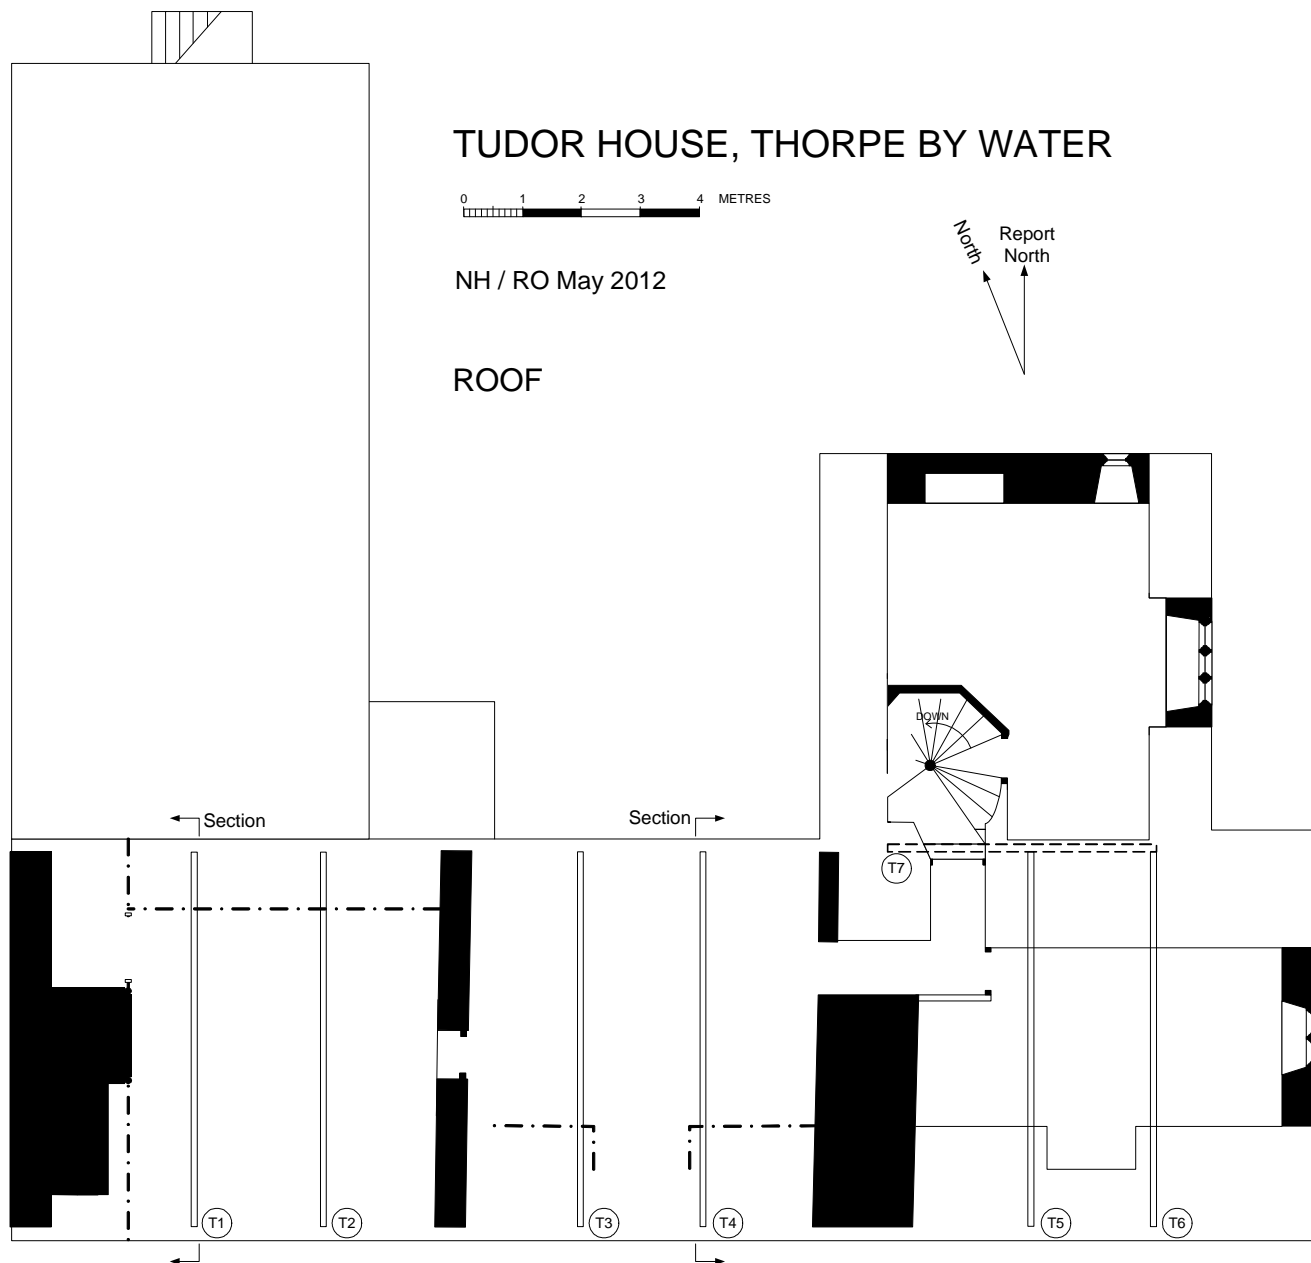 TUDOR HOUSE, THORPE BY WATER
0 1 2 3 4 METRES
North
Report
North
NH / RO May 2012
ROOF
DOWN
Section
Section
T7
T1
T2
T3
T4
T5
T6